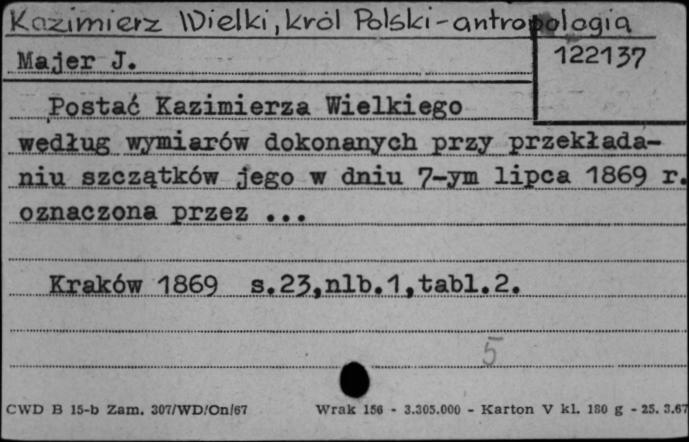 Kazimierz Wielki, król Polski-antropologia
Majer J.
122137
Postać Kazimierza Wielkiego
według wymiarów dokonanych przy przekłada-
niu szczątków jego w dniu 7-ym lipca 1869 r.
oznaczona przez ...
Kraków 1869 s.23,nlb.1,tabl.2.
5
CWD B 15-b Zam. 307/WD/On/67 Wrak 156 - 3.305.000 - Karton V kl. 180 g - 25. 3.67